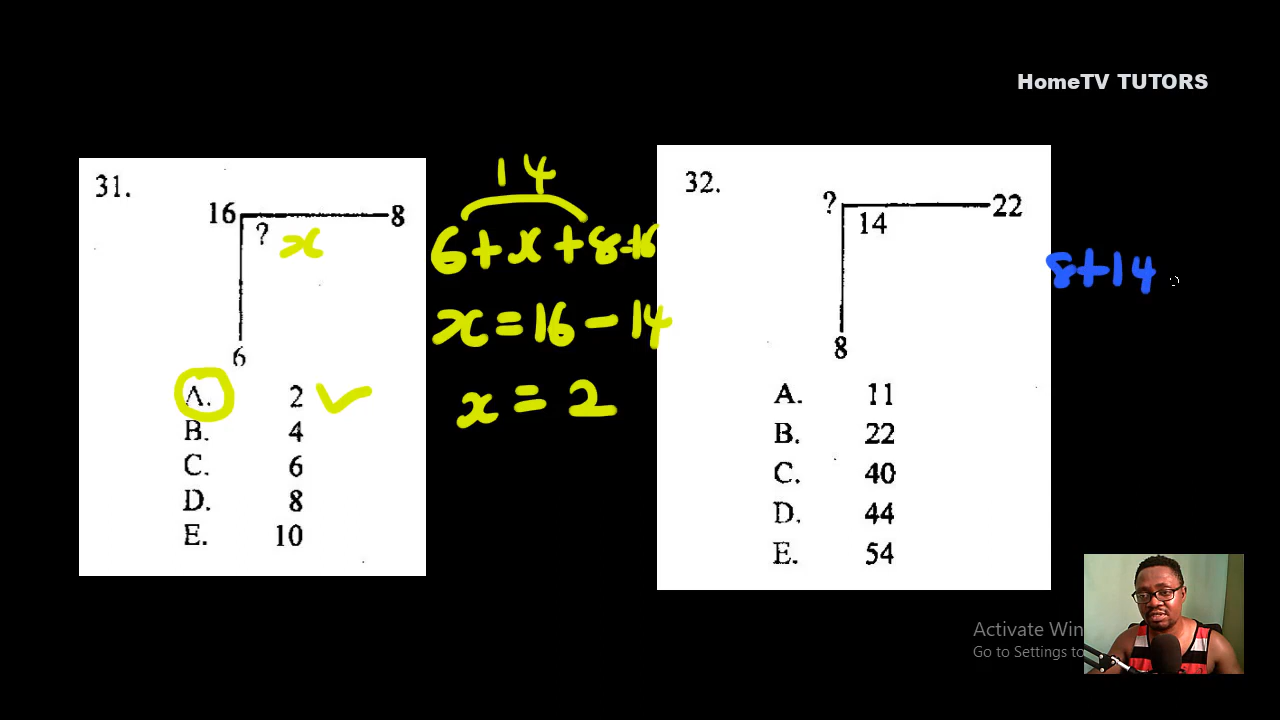 HomeTV TUTORS
31.
16
8
?
x
6
A. 2
B. 4
C. 6
D. 8
E. 10
14
6+x+8=16
x=16-14
x=2
32.
?
22
14
8
A. 11
B. 22
C. 40
D. 44
E. 54
8+14
Activate Win
Go to Settings to